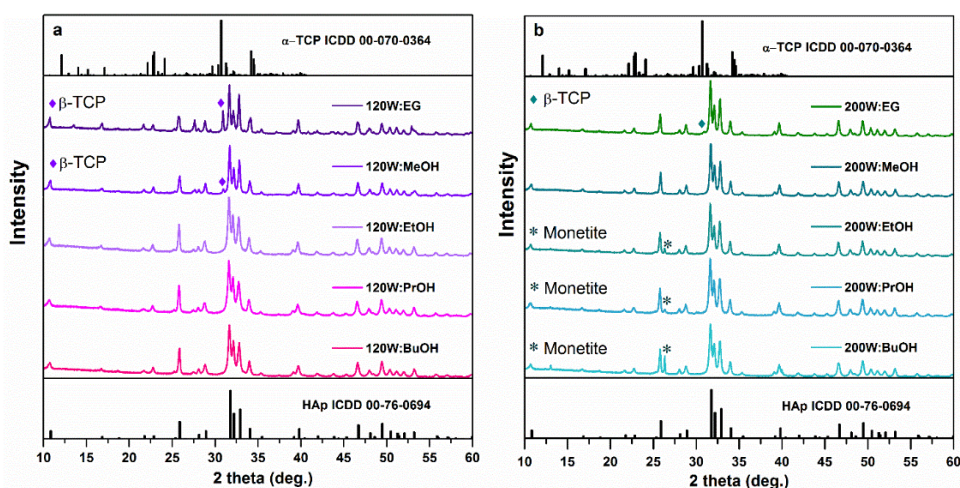 a
α–TCP ICDD 00-070-0364
♦ β-TCP
♦
120W:EG
♦ β-TCP
♦
120W:MeOH
120W:EtOH
120W:PrOH
120W:BuOH
HAp ICDD 00-76-0694
Intensity
10 15 20 25 30 35 40 45 50 55 60
2 theta (deg.)
b
α–TCP ICDD 00-070-0364
♦ β-TCP
♦
200W:EG
200W:MeOH
200W:EtOH
* Monetite
*
200W:PrOH
* Monetite
*
200W:BuOH
* Monetite
*
HAp ICDD 00-76-0694
Intensity
10 15 20 25 30 35 40 45 50 55 60
2 theta (deg.)